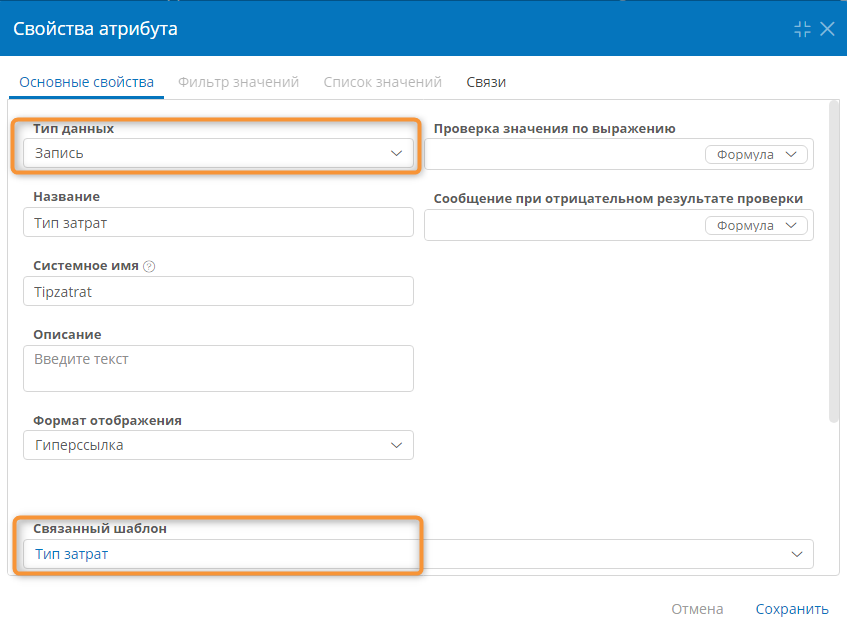 Свойства атрибута
Основные свойства Фильтр значений Список значений Связи
Тип данных
Запись
Проверка значения по выражению
Формула
Название
Тип затрат
Сообщение при отрицательном результате проверки
Формула
Системное имя ?
Tipzatrat
Описание
Введите текст
Формат отображения
Гиперссылка
Связанный шаблон
Тип затрат
Отмена Сохранить